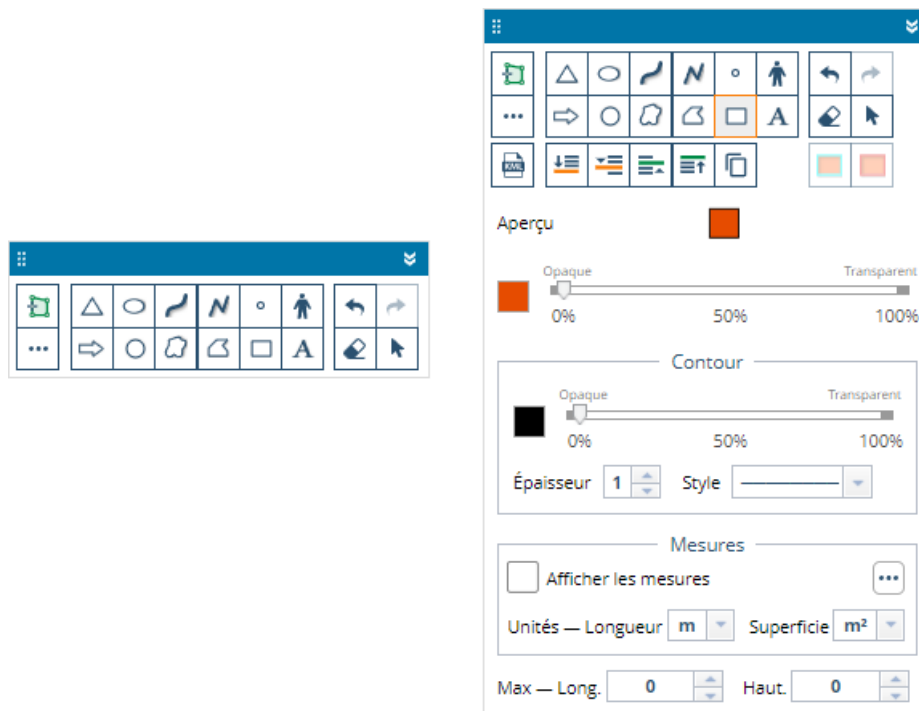 A
A
KML
Aperçu
Opaque Transparent
0% 50% 100%
Contour
Opaque Transparent
0% 50% 100%
Épaisseur 1 Style
Mesures
Afficher les mesures
Unités — Longueur m Superficie m²
Max — Long. 0 Haut. 0